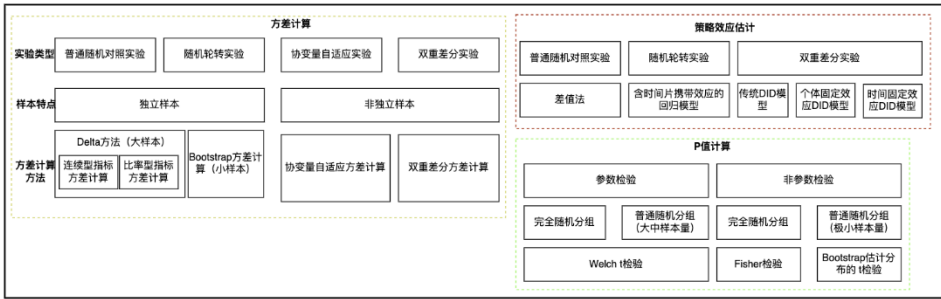 方差计算
实验类型
普通随机对照实验
随机轮转实验
协变量自适应实验
双重差分实验
样本特点
独立样本
非独立样本
方差计算
方法
Delta方法（大样本）
连续型指标
方差计算
比率型指标
方差计算
Bootstrap方差计
算（小样本）
协变量自适应方差计算
双重差分方差计算
策略效应估计
普通随机对照实验
随机轮转实验
双重差分实验
差值法
含时间片携带效应的
回归模型
传统DID模
型
个体固定效
应DID模型
时间固定效
应DID模型
P值计算
参数检验
非参数检验
完全随机分组
普通随机分组
(大中样本量)
完全随机分组
普通随机分组
(极小样本量)
Welch t检验
Fisher检验
Bootstrap估计分
布的 t检验